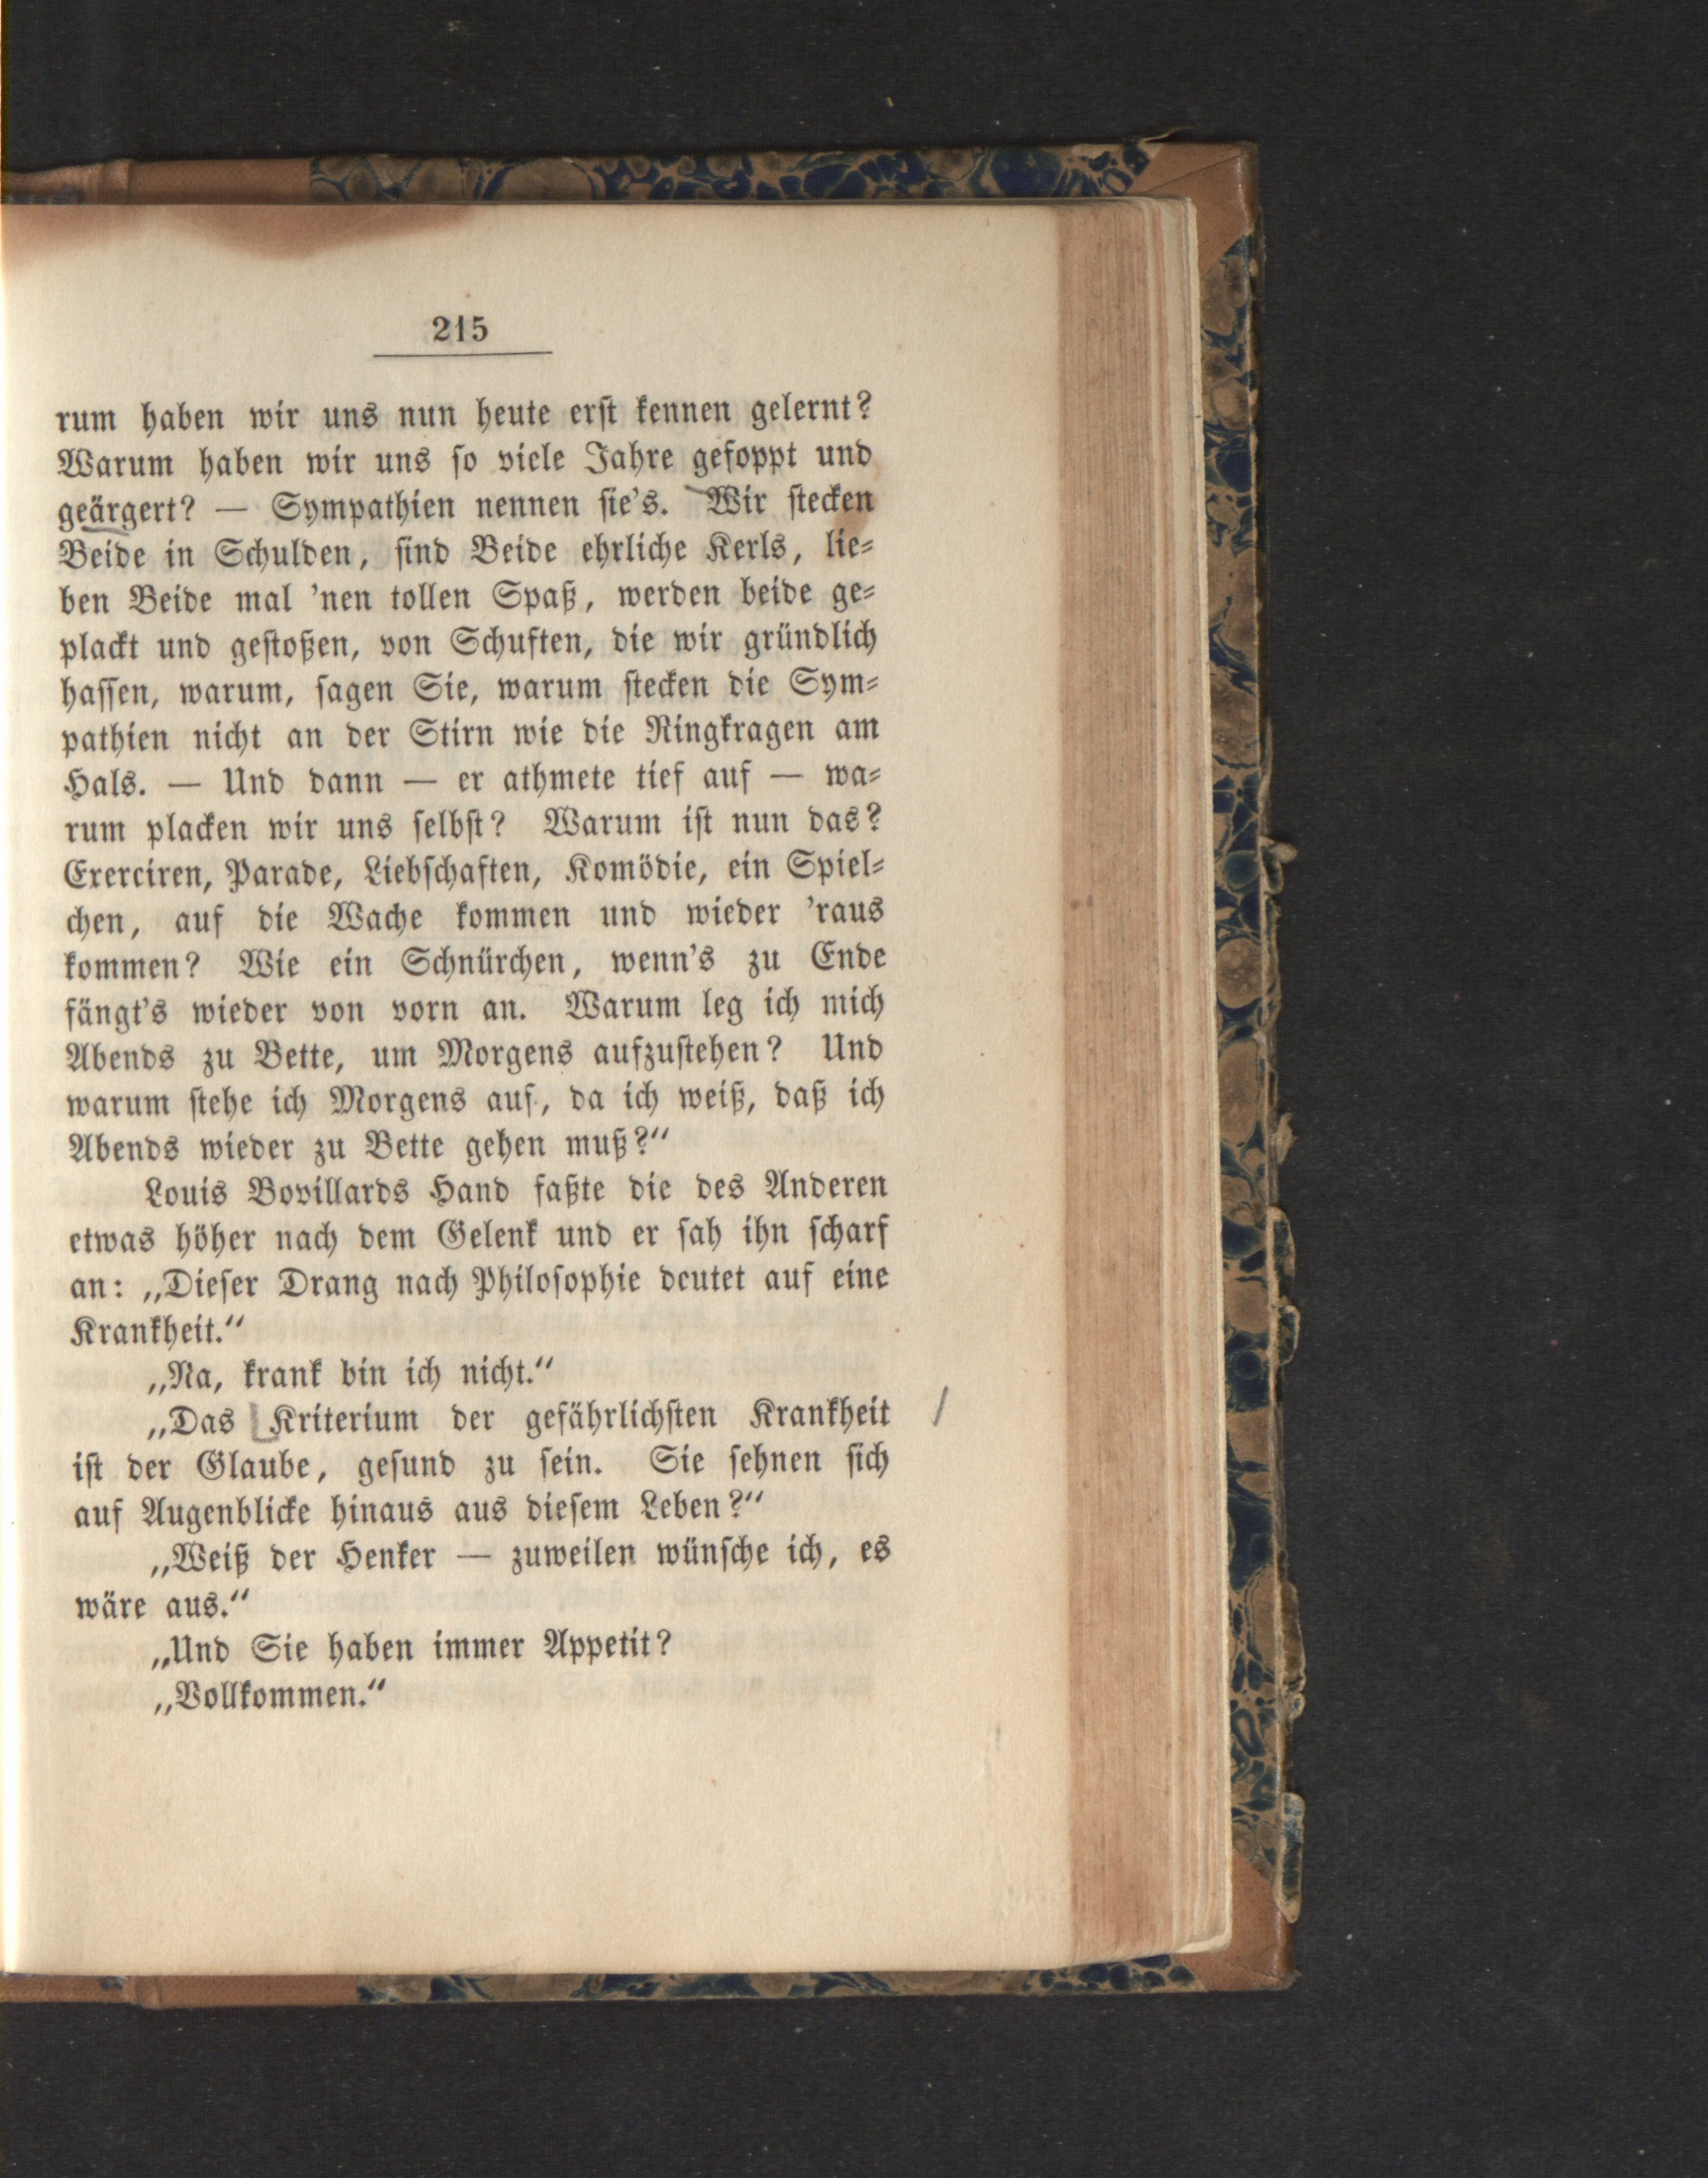 215
rum haben wir uns nun heute erſt kennen gelernt?
Warum haben wir uns ſo viele Jahre gefoppt und
geärgert? — Sympathien nennen ſie's. Wir ſtecken
Beide in Schulden, ſind Beide ehrliche Kerls, lie⸗
ben Beide mal 'nen tollen Spaß, werden beide ge⸗
plackt und geſtoßen, von Schuften, die wir gründlich
haſſen, warum, ſagen Sie, warum ſtecken die Sym⸗
pathien nicht an der Stirn wie die Ringkragen am
Hals. — Und dann — er athmete tief auf — wa⸗
rum placken wir uns ſelbſt? Warum iſt nun das?
Exerciren, Parade, Liebſchaften, Komödie, ein Spiel⸗
chen, auf die Wache kommen und wieder 'raus
kommen? Wie ein Schnürchen, wenn's zu Ende
fängt's wieder von vorn an. Warum leg ich mich
Abends zu Bette, um Morgens aufzuſtehen? Und
warum ſtehe ich Morgens auf, da ich weiß, daß ich
Abends wieder zu Bette gehen muß?“
Louis Bovillards Hand faßte die des Anderen
etwas höher nach dem Gelenk und er ſah ihn ſcharf
an: „Dieſer Drang nach Philoſophie deutet auf eine
Krankheit.“
„Na, krank bin ich nicht.“
„Das Kriterium der gefährlichſten Krankheit
iſt der Glaube, geſund zu ſein. Sie ſehnen ſich
auf Augenblicke hinaus aus dieſem Leben?“
„Weiß der Henker — zuweilen wünſche ich, es
wäre aus.“
„Und Sie haben immer Appetit?
„Vollkommen.“